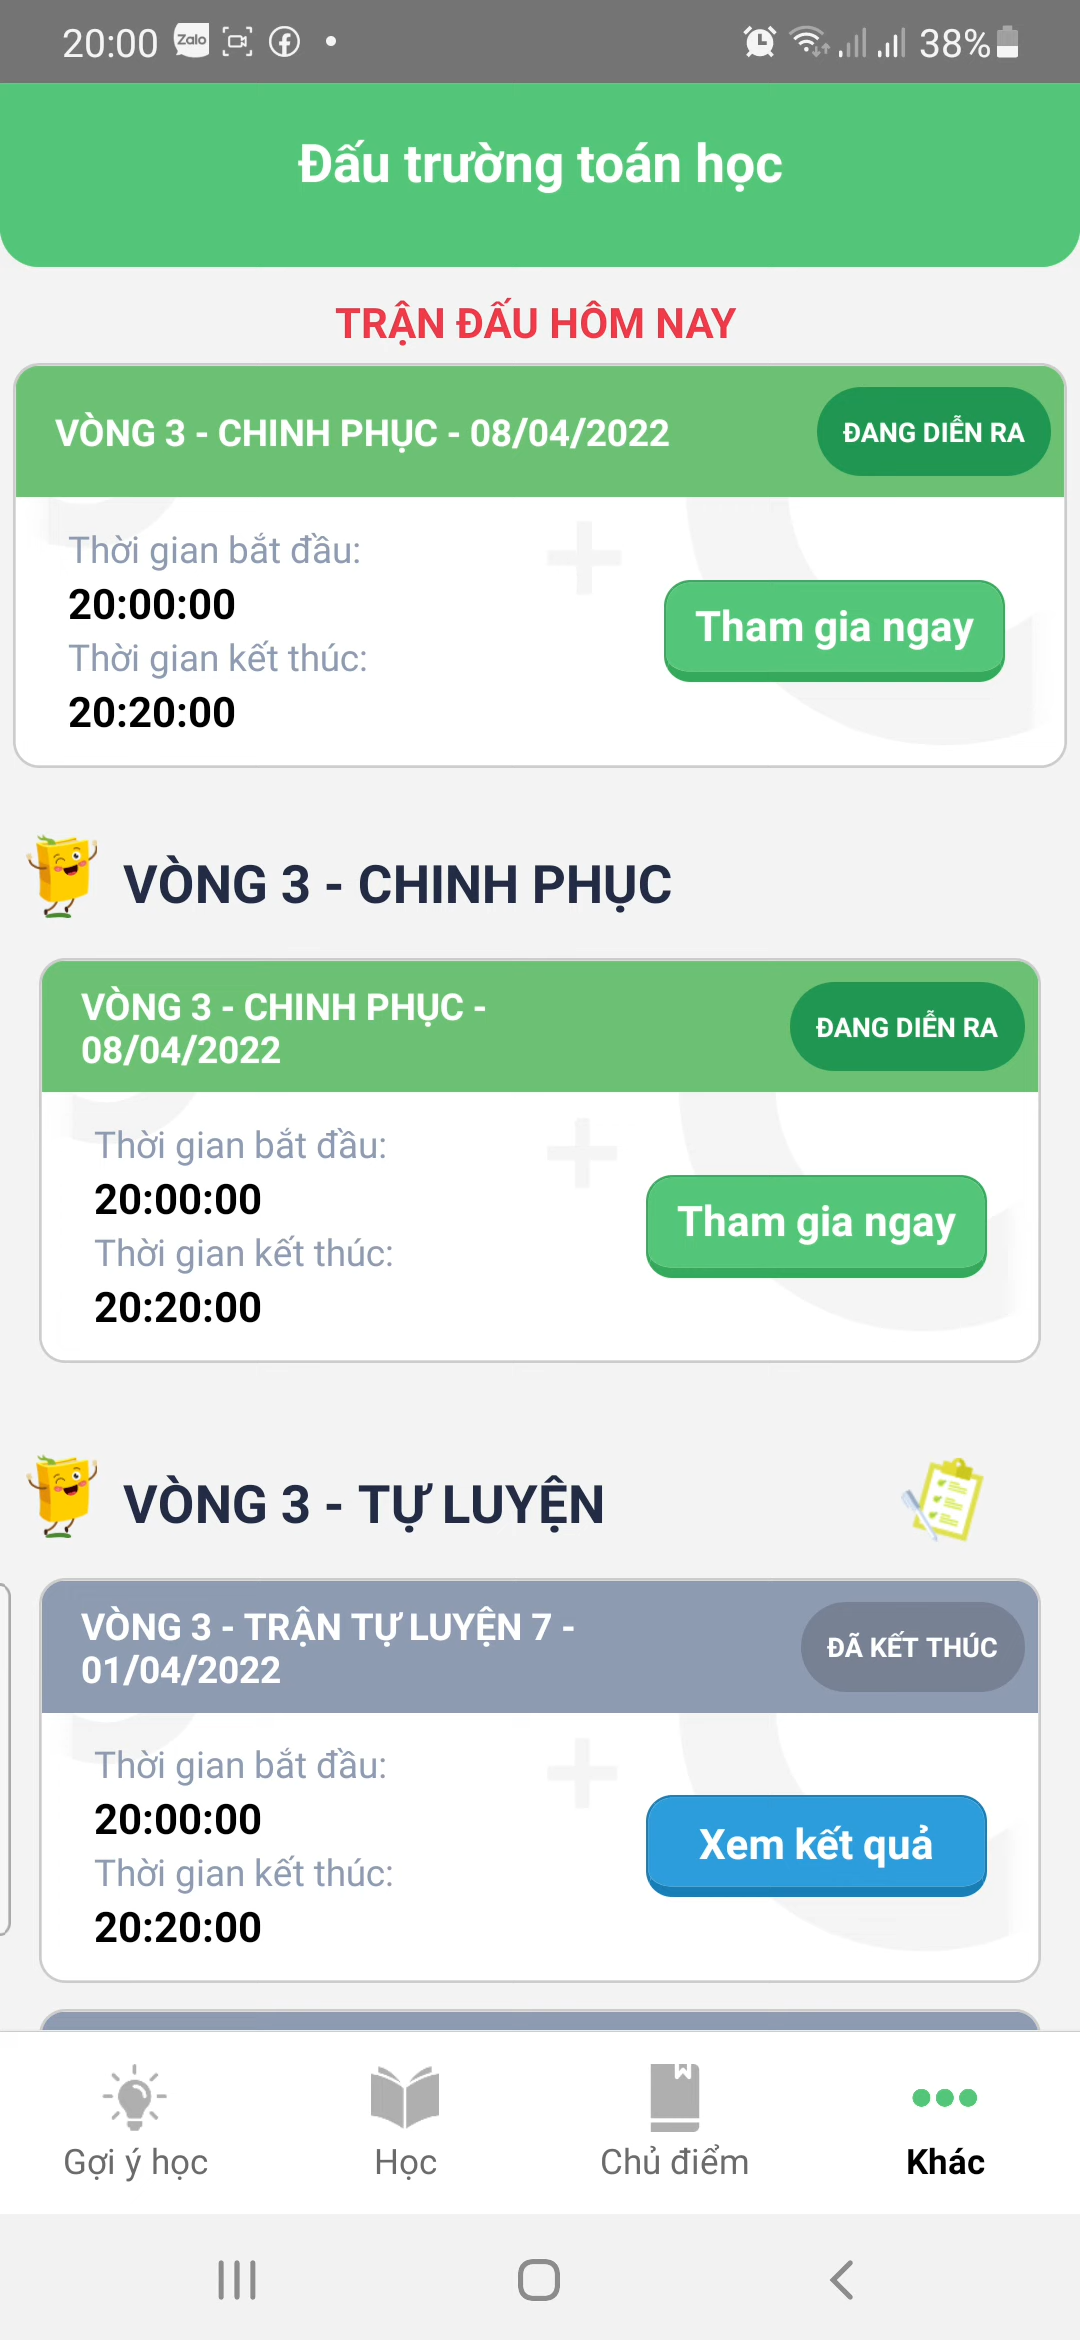 20:00 Zalo 38%
Đấu trường toán học
TRẬN ĐẤU HÔM NAY
VÒNG 3 - CHINH PHỤC - 08/04/2022
ĐANG DIỄN RA
Thời gian bắt đầu:
20:00:00
Thời gian kết thúc:
20:20:00
Tham gia ngay
VÒNG 3 - CHINH PHỤC
VÒNG 3 - CHINH PHỤC -
08/04/2022
ĐANG DIỄN RA
Thời gian bắt đầu:
20:00:00
Thời gian kết thúc:
20:20:00
Tham gia ngay
VÒNG 3 - TỰ LUYỆN
VÒNG 3 - TRẬN TỰ LUYỆN 7 -
01/04/2022
ĐÃ KẾT THÚC
Thời gian bắt đầu:
20:00:00
Thời gian kết thúc:
20:20:00
Xem kết quả
Gợi ý học
Học
Chủ điểm
Khác